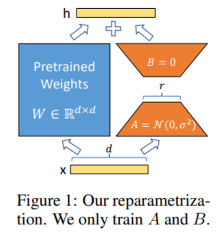 h
Pretrained
Weights
W ∈ ℝ^{d×d}
B = 0
r
A = 𝒩(0, σ²)
d
x
Figure 1: Our reparametriza-
tion. We only train A and B.